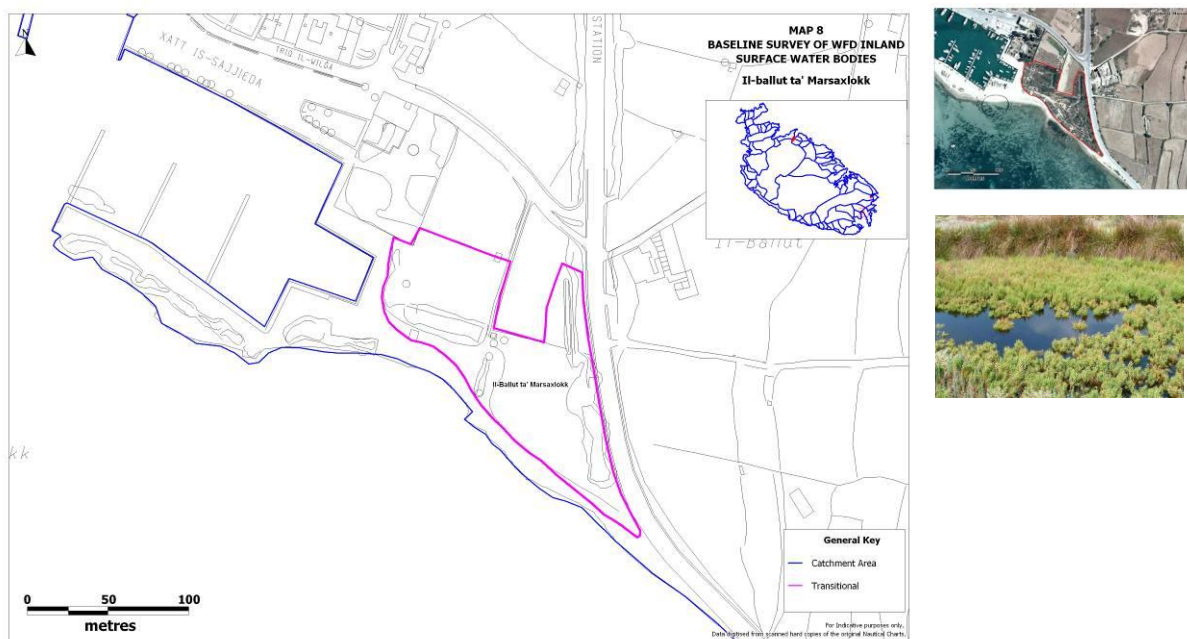 N
XATT IS-SAJJIEDA
TRIQ IL-WILGA
STATION
MAP 8
BASELINE SURVEY OF WFD INLAND
SURFACE WATER BODIES
Il-ballut ta' Marsaxlokk
Il-Ballut
Il-Ballut ta' Marsaxlokk
kk
General Key
Catchment Area
Transitional
0 50 100
metres
For Indicative purposes only.
Data digitised from scanned hard copies of the original Nautical Charts.